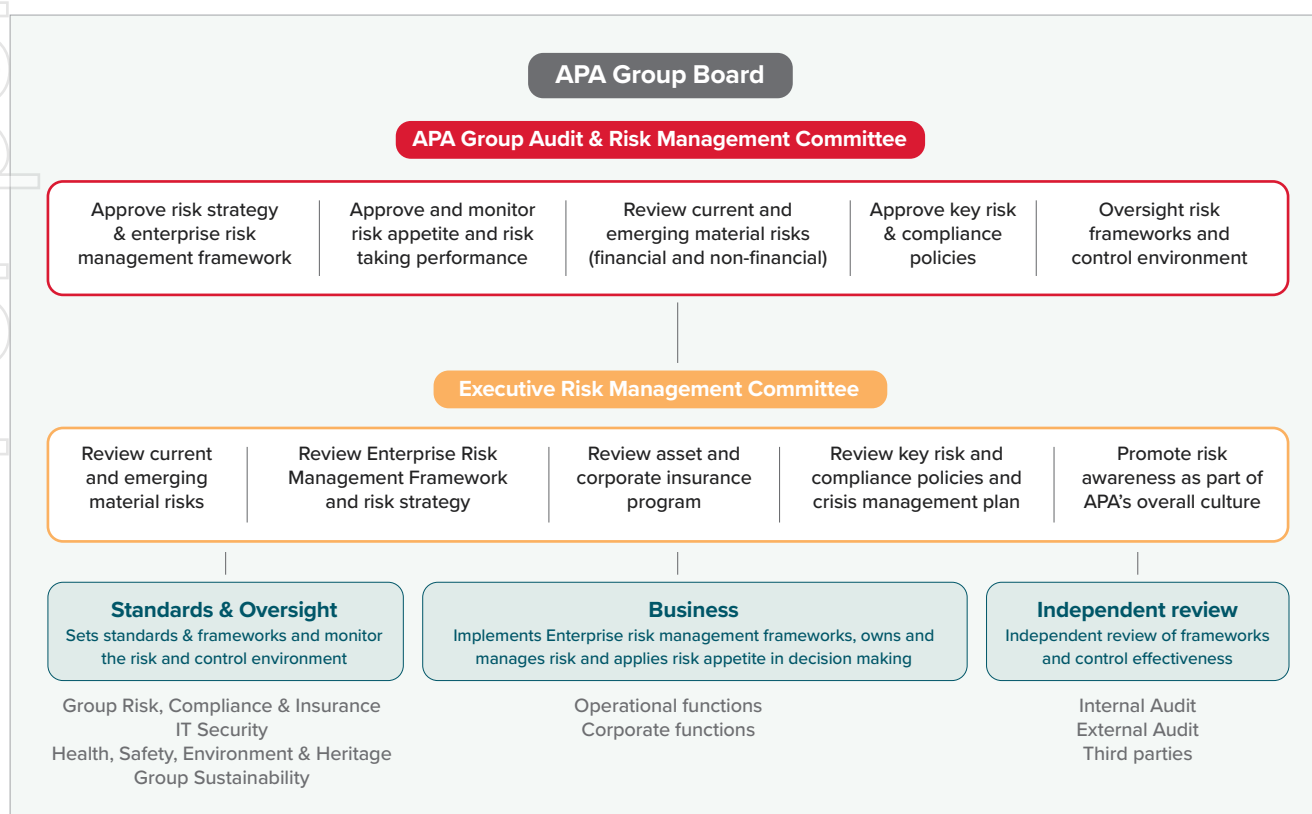 APA Group Board
APA Group Audit & Risk Management Committee
Approve risk strategy
& enterprise risk
management framework
Approve and monitor
risk appetite and risk
taking performance
Review current and
emerging material risks
(financial and non-financial)
Approve key risk
& compliance
policies
Oversight risk
frameworks and
control environment
Executive Risk Management Committee
Review current
and emerging
material risks
Review Enterprise Risk
Management Framework
and risk strategy
Review asset and
corporate insurance
program
Review key risk and
compliance policies and
crisis management plan
Promote risk
awareness as part of
APA’s overall culture
Standards & Oversight
Sets standards & frameworks and monitor
the risk and control environment
Group Risk, Compliance & Insurance
IT Security
Health, Safety, Environment & Heritage
Group Sustainability
Business
Implements Enterprise risk management frameworks, owns and
manages risk and applies risk appetite in decision making
Operational functions
Corporate functions
Independent review
Independent review of frameworks
and control effectiveness
Internal Audit
External Audit
Third parties